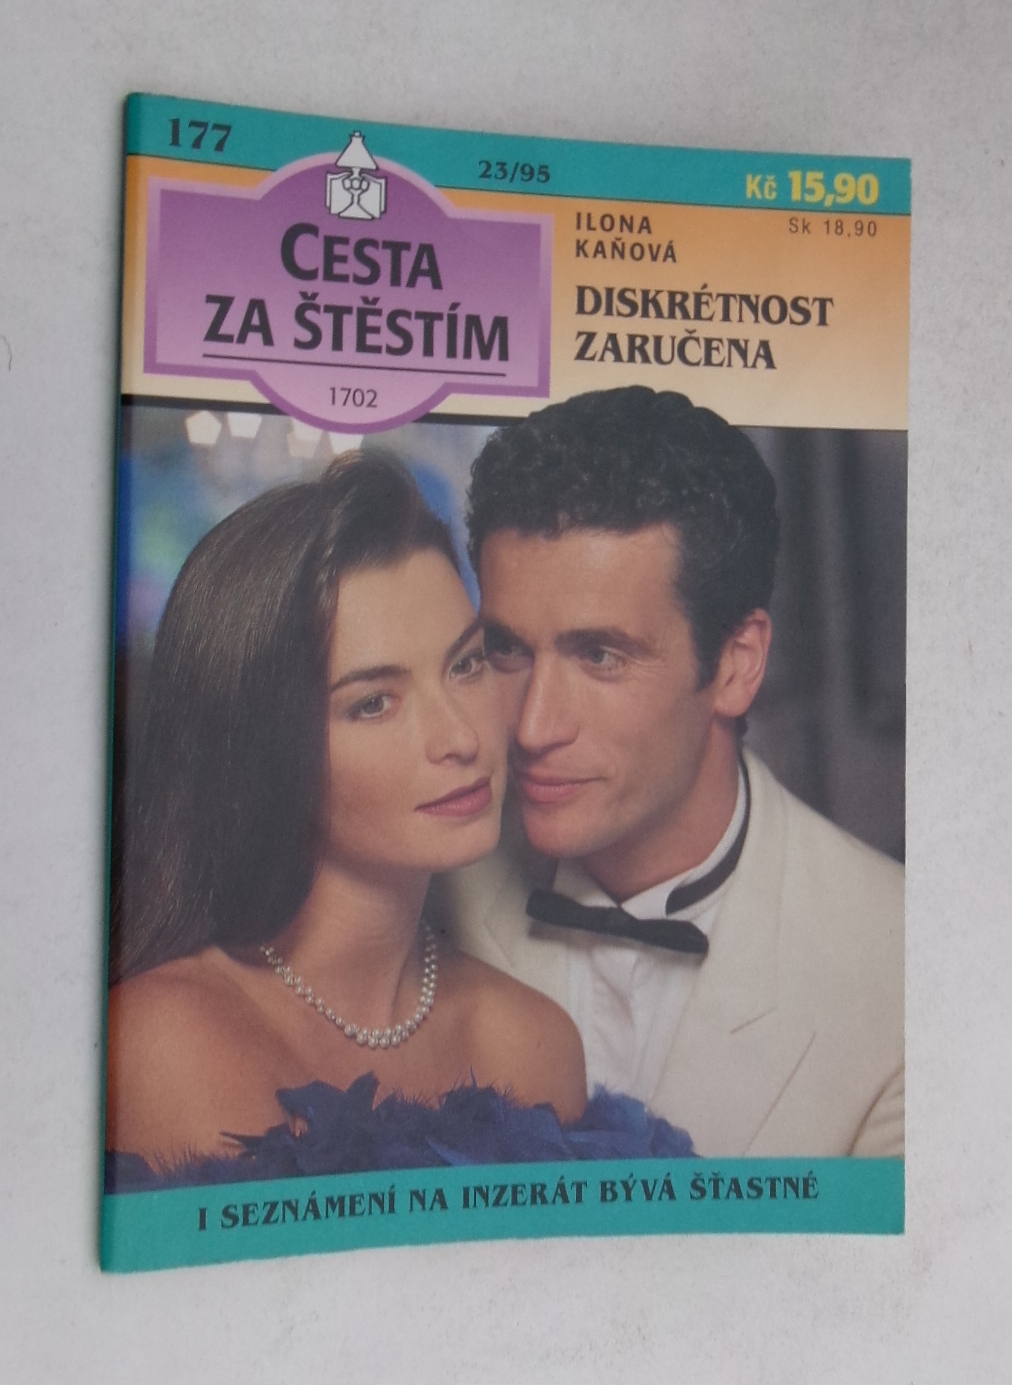 177
23/95
Kč 15,90
Sk 18,90
CESTA
ZA ŠTĚSTÍM
1702
ILONA
KAŇOVÁ
DISKRÉTNOST
ZARUČENA
I SEZNÁMENÍ NA INZERÁT BÝVÁ ŠŤASTNÉ